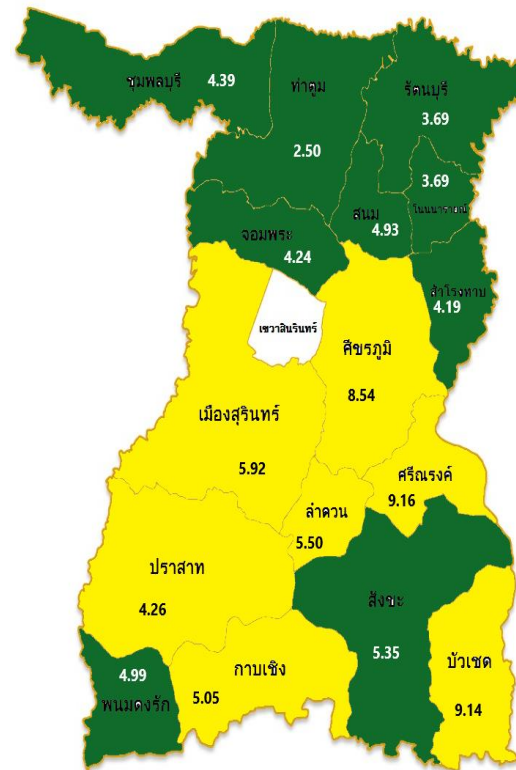 ชุมพลบุรี 4.39
ท่าตูม
2.50
รัตนบุรี
3.69
3.69
โนนนารายณ์
สนม
4.93
จอมพระ
4.24
สำโรงทาบ
4.19
เขวาสินรินทร์
ศีขรภูมิ
8.54
เมืองสุรินทร์
5.92
ศรีณรงค์
9.16
ลำดวน
5.50
ปราสาท
4.26
สังขะ
5.35
บัวเชด
9.14
กาบเชิง
5.05
4.99
พนมดงรัก